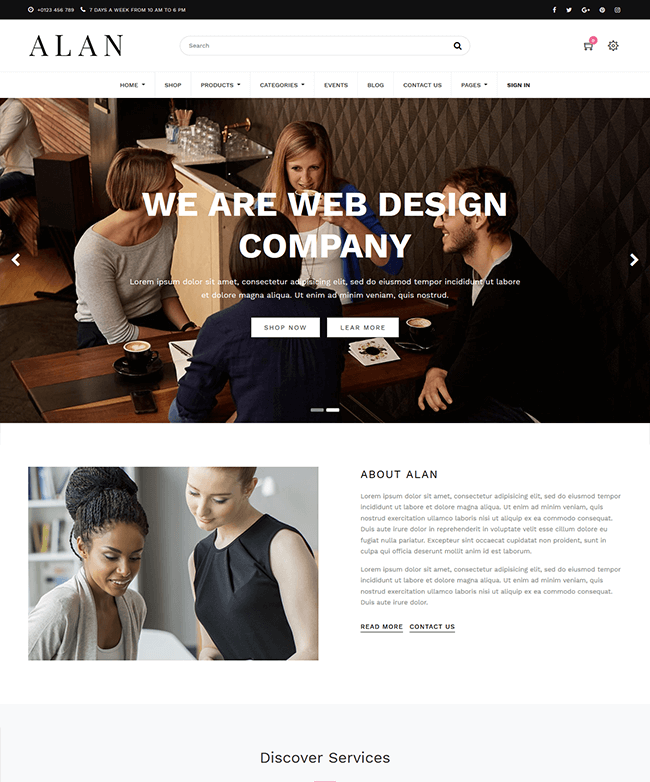 +0123 456 789 7 DAYS A WEEK FROM 10 AM TO 6 PM
ALAN
Search
0
HOME SHOP PRODUCTS CATEGORIES EVENTS BLOG CONTACT US PAGES SIGN IN
WE ARE WEB DESIGN
COMPANY
Lorem ipsum dolor sit amet, consectetur adipisicing elit, sed do eiusmod tempor incididunt ut labore
et dolore magna aliqua. Ut enim ad minim veniam, quis nostrud.
SHOP NOW LEAR MORE
ABOUT ALAN
Lorem ipsum dolor sit amet, consectetur adipisicing elit, sed do eiusmod tempor
incididunt ut labore et dolore magna aliqua. Ut enim ad minim veniam, quis
nostrud exercitation ullamco laboris nisi ut aliquip ex ea commodo consequat.
Duis aute irure dolor in reprehenderit in voluptate velit esse cillum dolore eu
fugiat nulla pariatur. Excepteur sint occaecat cupidatat non proident, sunt in
culpa qui officia deserunt mollit anim id est laborum.
Lorem ipsum dolor sit amet, consectetur adipisicing elit, sed do eiusmod tempor
incididunt ut labore et dolore magna aliqua. Ut enim ad minim veniam, quis
nostrud exercitation ullamco laboris nisi ut aliquip ex ea commodo consequat.
Duis aute irure dolor.
READ MORE CONTACT US
Discover Services